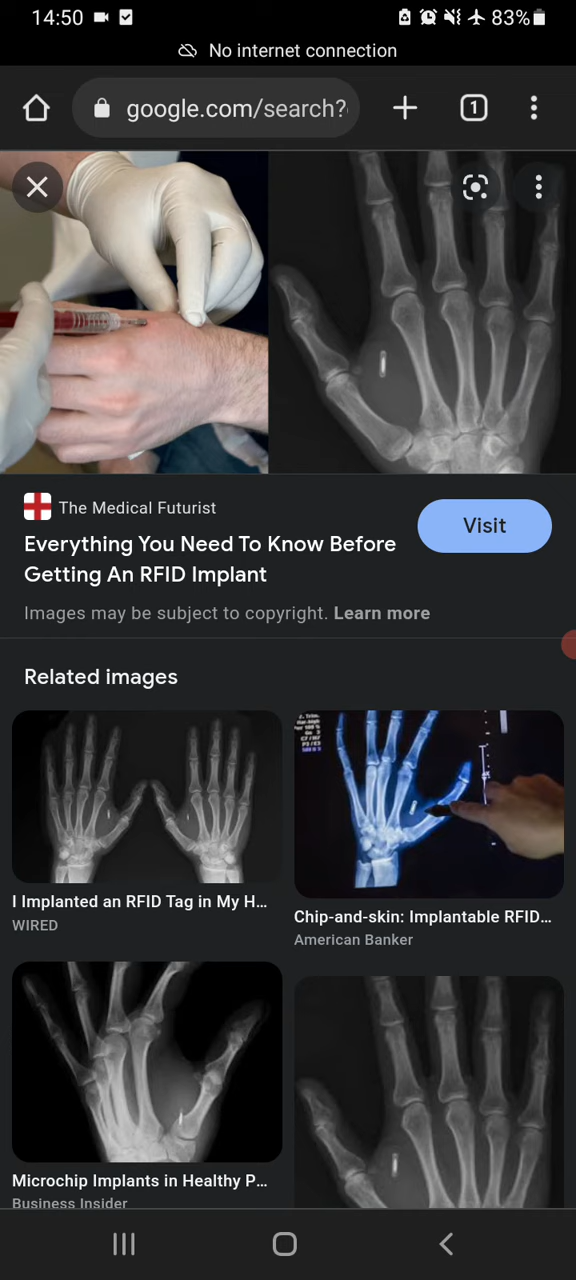 14:50
83%
No internet connection
google.com/search?
1
The Medical Futurist
Everything You Need To Know Before
Getting An RFID Implant
Visit
Images may be subject to copyright. Learn more
Related images
I Implanted an RFID Tag in My H...
WIRED
Chip-and-skin: Implantable RFID...
American Banker
Microchip Implants in Healthy P...
Business Insider